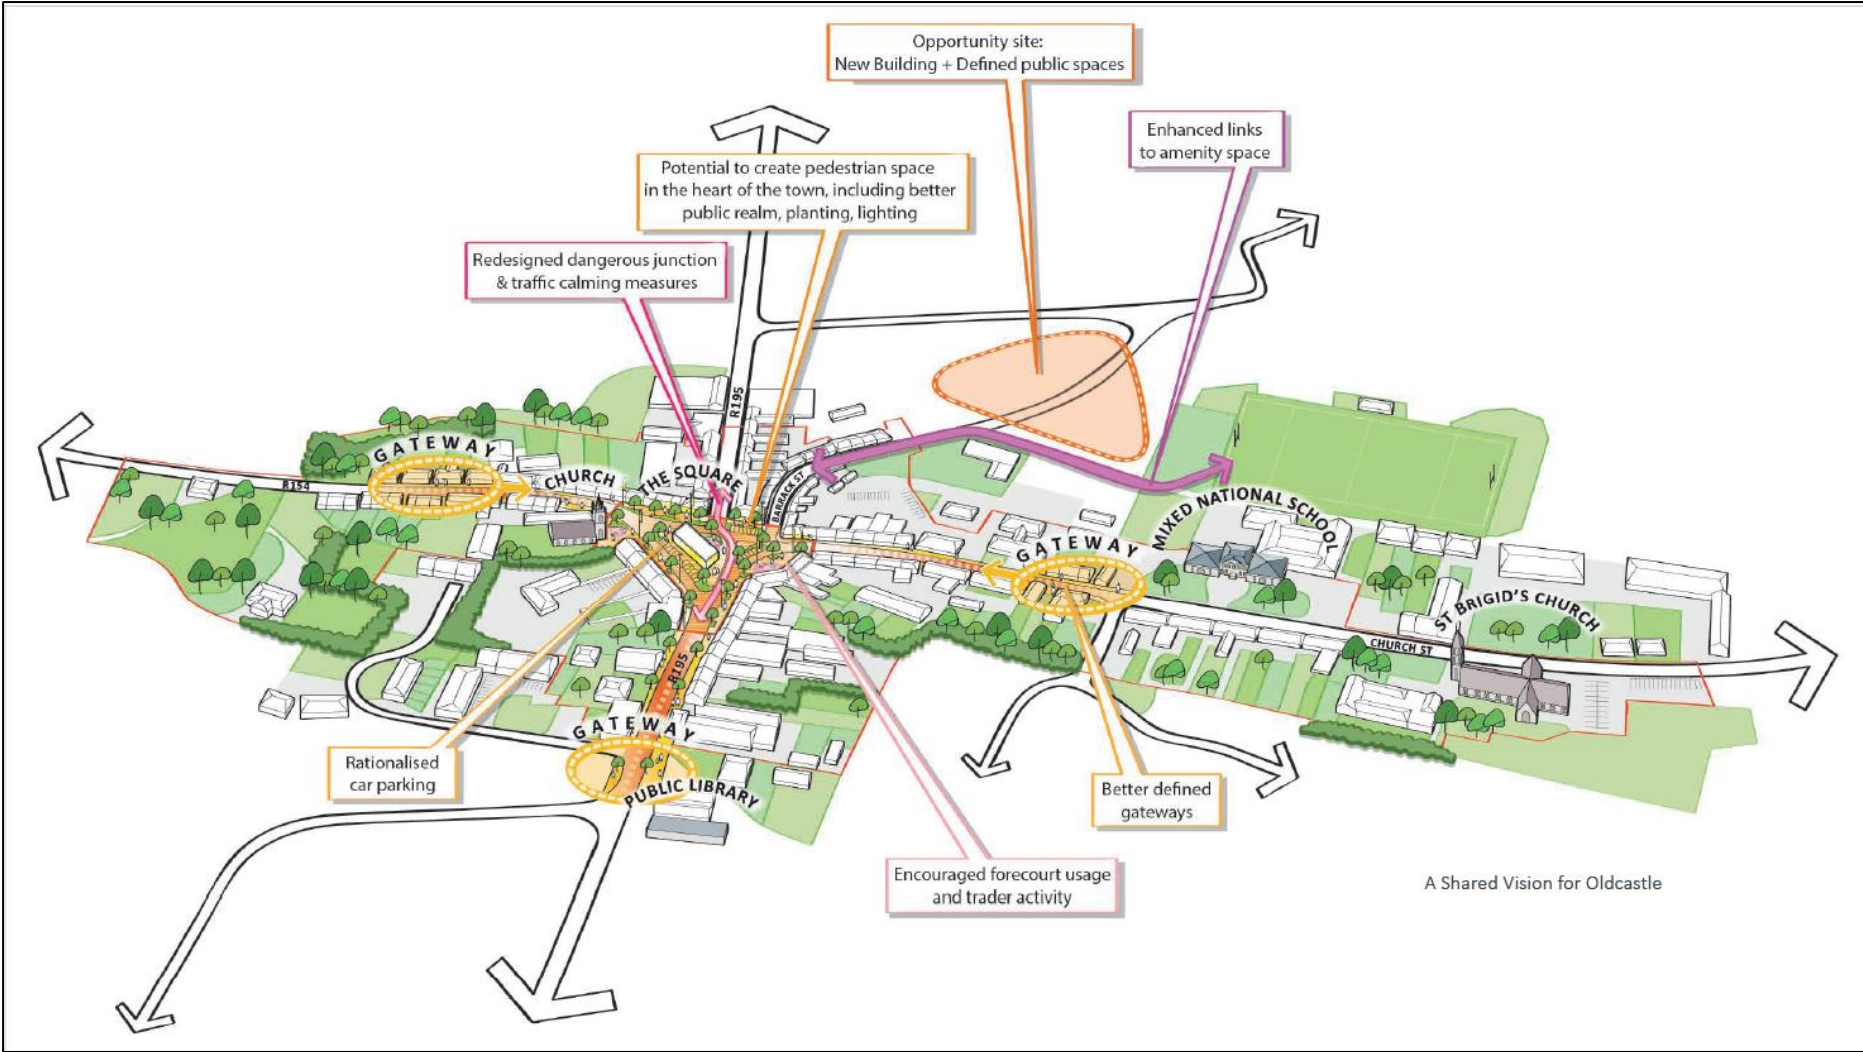 Opportunity site:
New Building + Defined public spaces
Enhanced links
to amenity space
Potential to create pedestrian space
in the heart of the town, including better
public realm, planting, lighting
Redesigned dangerous junction
& traffic calming measures
R195
GATEWAY
R154
CHURCH
THE SQUARE
BARRACK ST
MIXED NATIONAL SCHOOL
GATEWAY
ST BRIGID'S CHURCH
CHURCH ST
R195
GATEWAY
PUBLIC LIBRARY
Rationalised
car parking
Better defined
gateways
Encouraged forecourt usage
and trader activity
A Shared Vision for Oldcastle